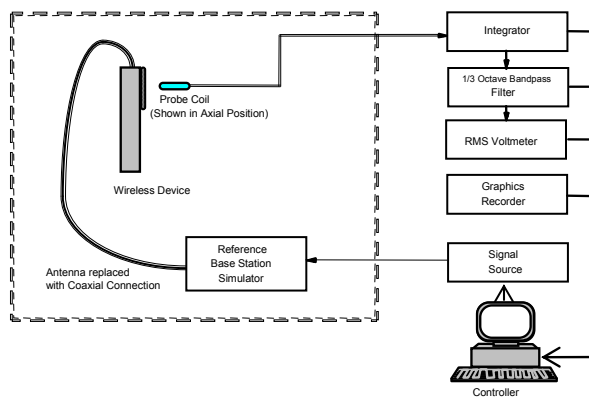 Integrator
1/3 Octave Bandpass
Filter
RMS Voltmeter
Graphics
Recorder
Probe Coil
(Shown in Axial Position)
Wireless Device
Reference
Base Station
Simulator
Antenna replaced
with Coaxial Connection
Signal
Source
Controller